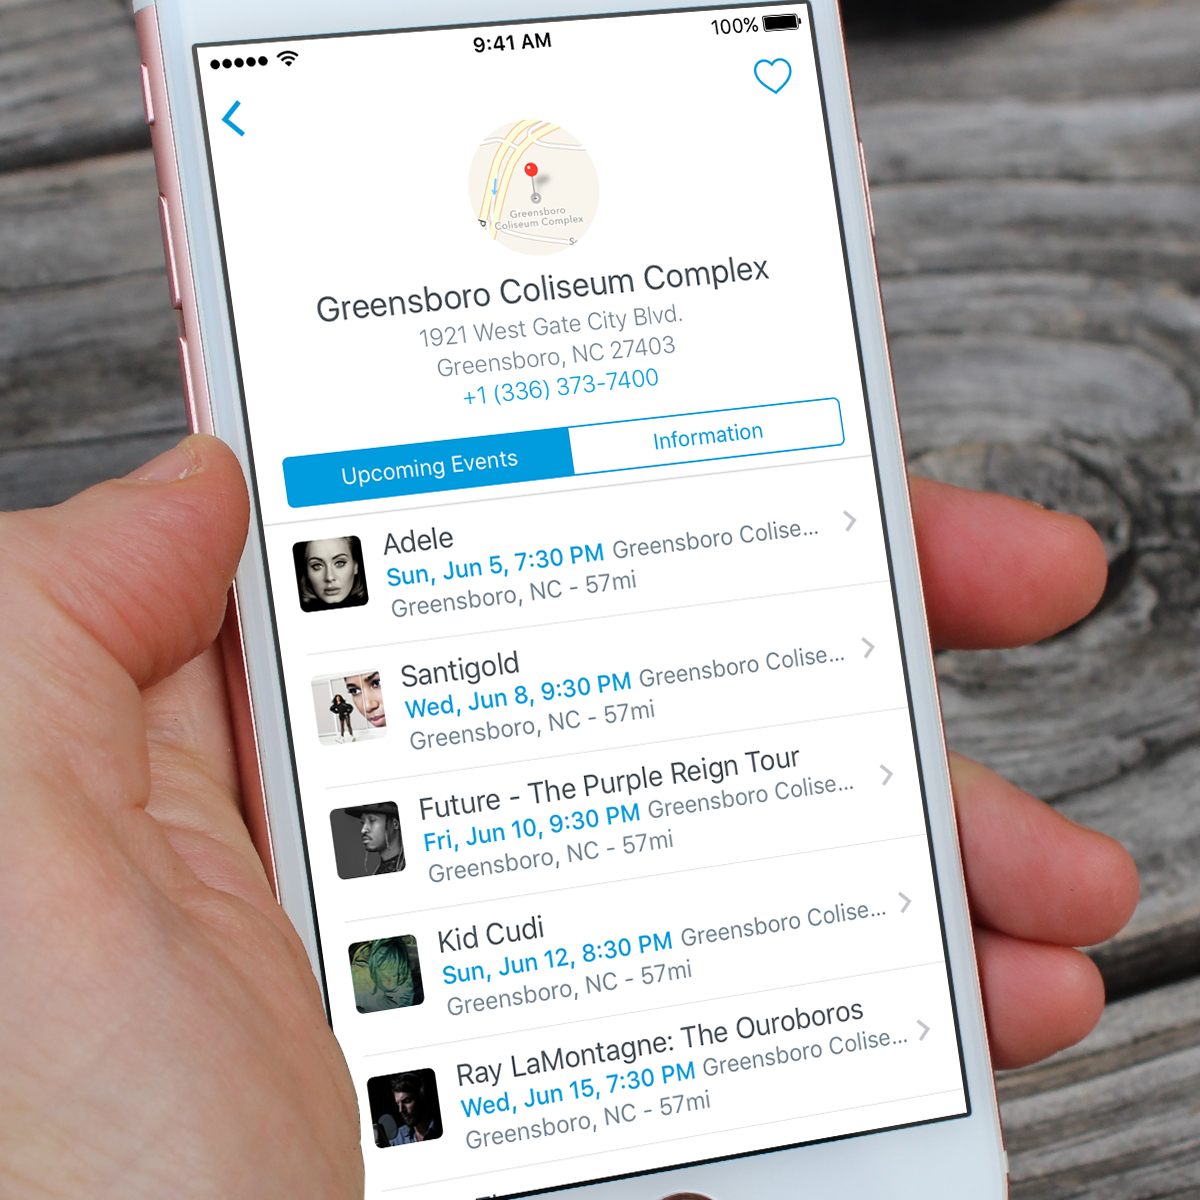 9:41 AM
100%
Greensboro
Coliseum Complex
Greensboro Coliseum Complex
1921 West Gate City Blvd.
Greensboro, NC 27403
+1 (336) 373-7400
Upcoming Events
Information
Adele
Sun, Jun 5, 7:30 PM Greensboro Colise...
Greensboro, NC - 57mi
Santigold
Wed, Jun 8, 9:30 PM Greensboro Colise...
Greensboro, NC - 57mi
Future - The Purple Reign Tour
Fri, Jun 10, 9:30 PM Greensboro Colise...
Greensboro, NC - 57mi
Kid Cudi
Sun, Jun 12, 8:30 PM Greensboro Colise...
Greensboro, NC - 57mi
Ray LaMontagne: The Ouroboros
Wed, Jun 15, 7:30 PM Greensboro Colise...
Greensboro, NC - 57mi